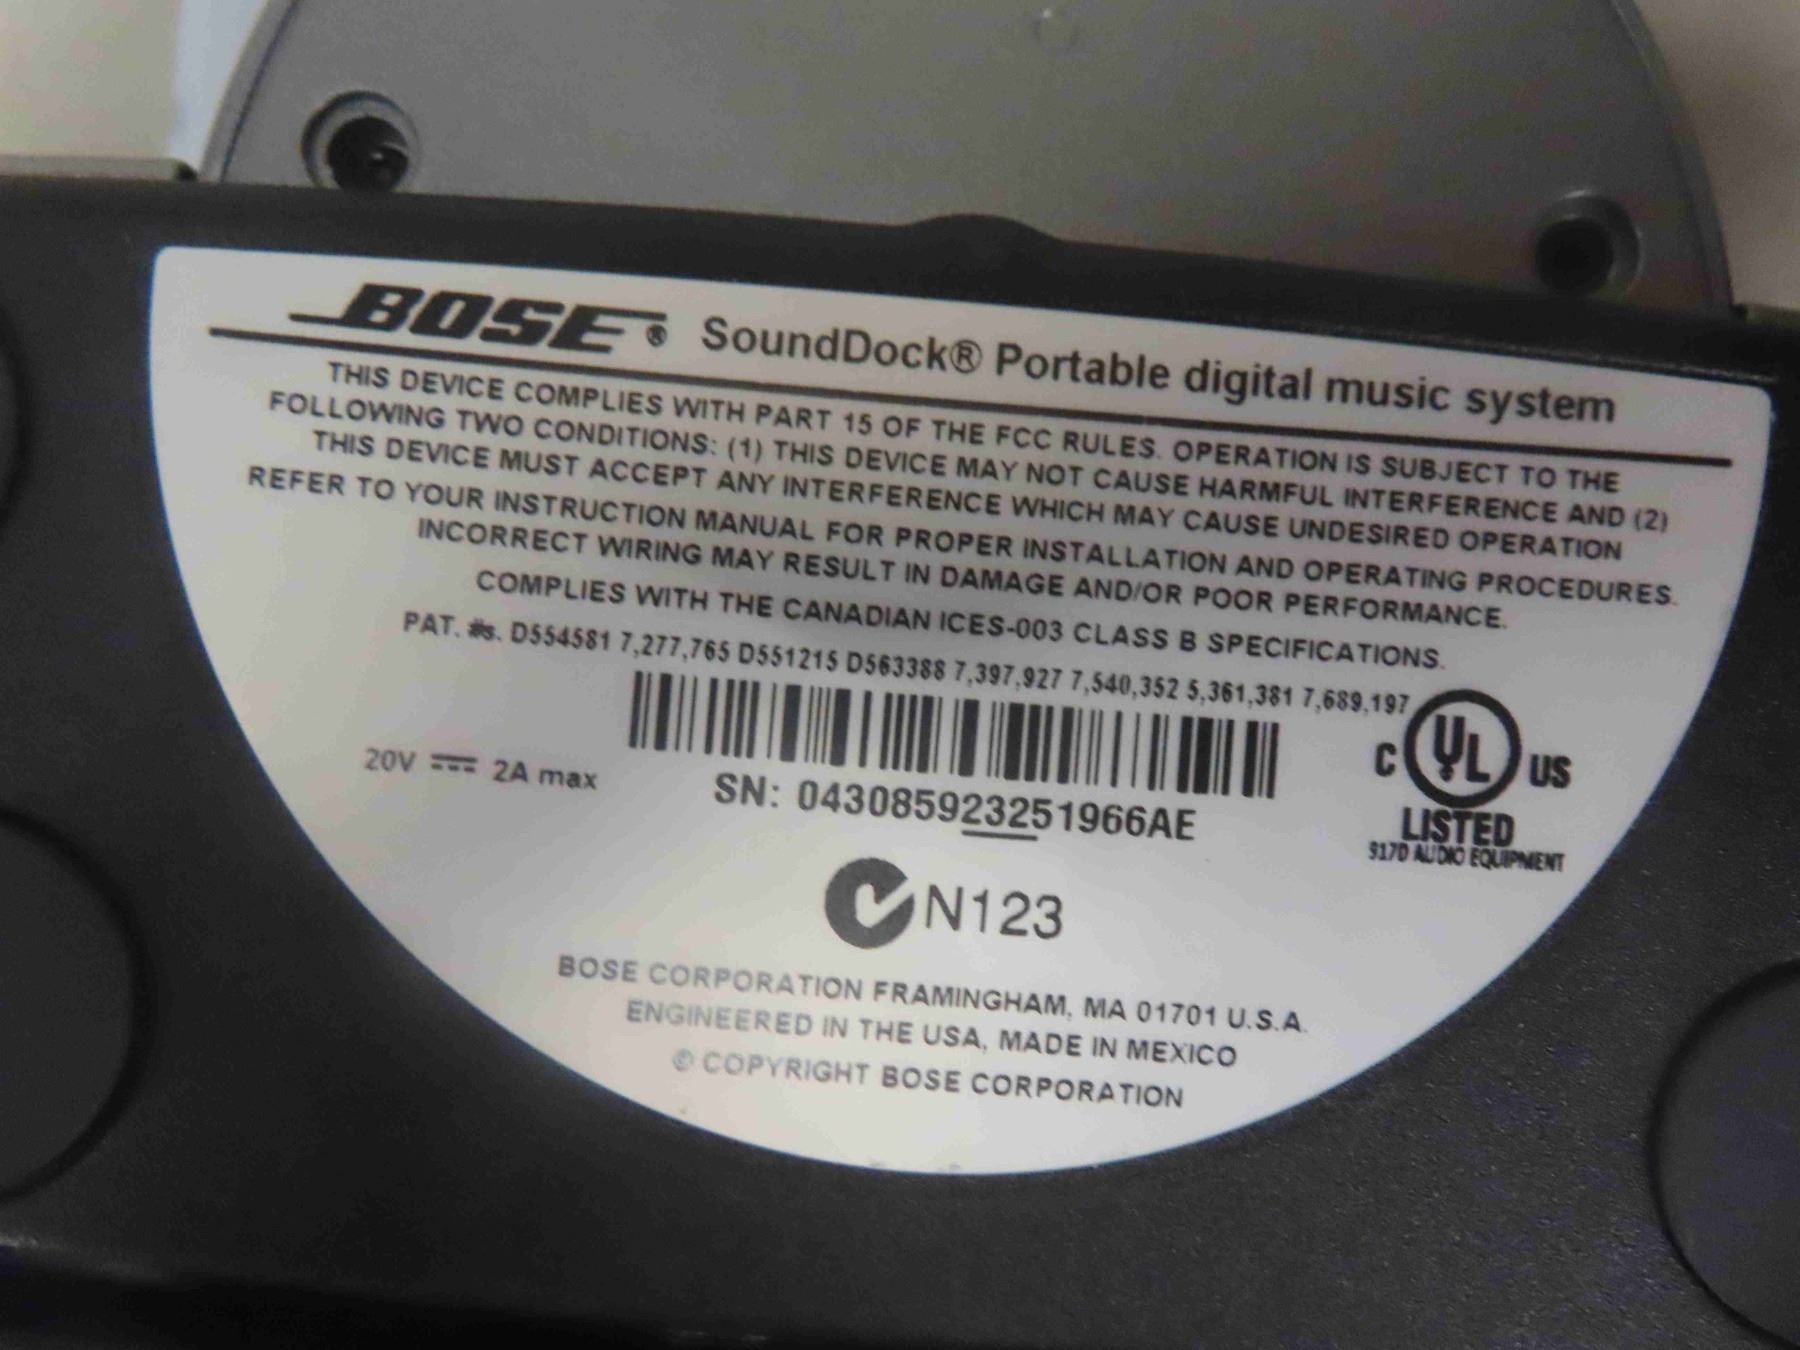 BOSE® SoundDock® Portable digital music system
THIS DEVICE COMPLIES WITH PART 15 OF THE FCC RULES. OPERATION IS SUBJECT TO THE
FOLLOWING TWO CONDITIONS: (1) THIS DEVICE MAY NOT CAUSE HARMFUL INTERFERENCE AND (2)
THIS DEVICE MUST ACCEPT ANY INTERFERENCE WHICH MAY CAUSE UNDESIRED OPERATION
REFER TO YOUR INSTRUCTION MANUAL FOR PROPER INSTALLATION AND OPERATING PROCEDURES.
INCORRECT WIRING MAY RESULT IN DAMAGE AND/OR POOR PERFORMANCE.
COMPLIES WITH THE CANADIAN ICES-003 CLASS B SPECIFICATIONS.
PAT. #s. D554581 7,277,765 D551215 D563388 7,397,927 7,540,352 5,361,381 7,689,197
20V 2A max
SN: 043085923251966AE
C UL US
LISTED
917D AUDIO EQUIPMENT
N123
BOSE CORPORATION FRAMINGHAM, MA 01701 U.S.A.
ENGINEERED IN THE USA, MADE IN MEXICO
© COPYRIGHT BOSE CORPORATION